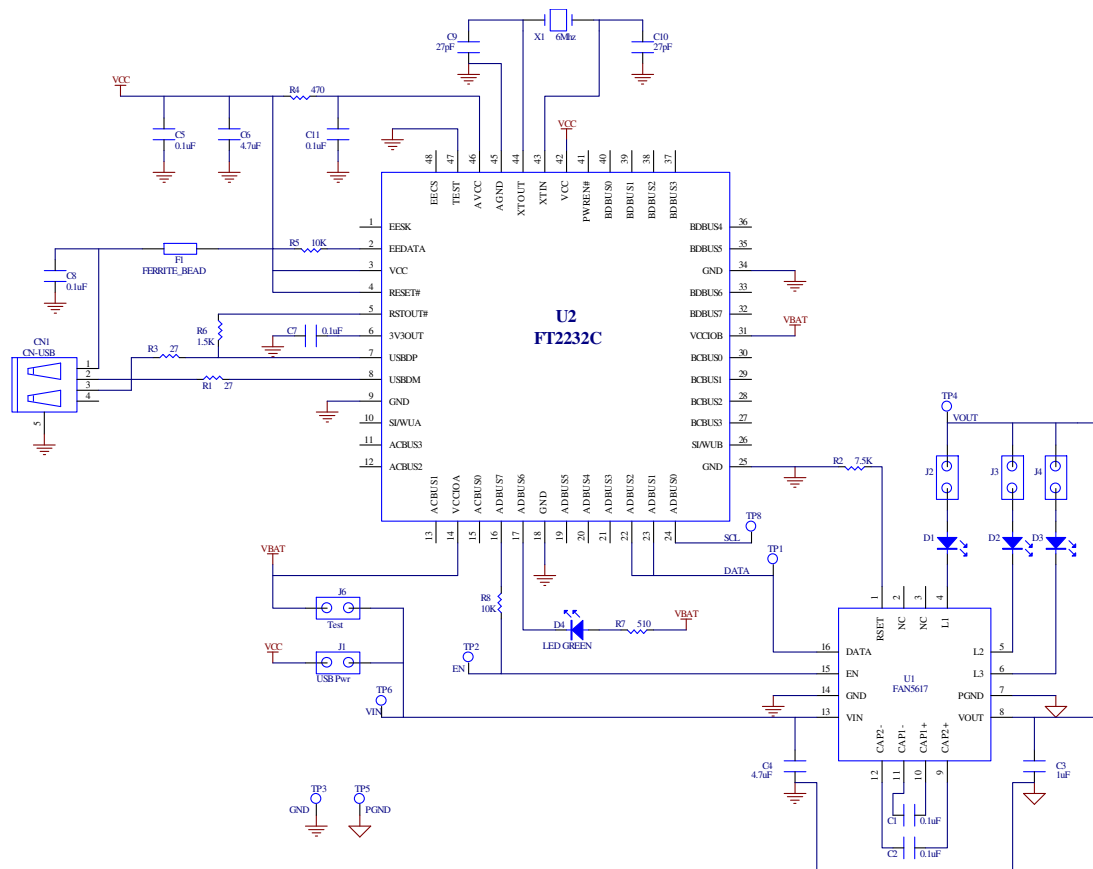 X1 6Mhz
C9
27pF
C10
27pF
VCC
R4 470
C5
0.1uF
C6
4.7uF
C11
0.1uF
VCC
48 47 46 45 44 43 42 41 40 39 38 37
EECS TEST AVCC AGND XTOUT XTIN VCC PWREN# BDBUS0 BDBUS1 BDBUS2 BDBUS3
1 EESK
2 EEDATA
3 VCC
4 RESET#
5 RSTOUT#
6 3V3OUT
7 USBDP
8 USBDM
9 GND
10 SI/WUA
11 ACBUS3
12 ACBUS2
U2
FT2232C
BDBUS4 36
BDBUS5 35
GND 34
BDBUS6 33
BDBUS7 32
VCCIOB 31
BCBUS0 30
BCBUS1 29
BCBUS2 28
BCBUS3 27
SI/WUB 26
GND 25
ACBUS1 VCCIOA ACBUS0 ADBUS7 ADBUS6 GND ADBUS5 ADBUS4 ADBUS3 ADBUS2 ADBUS1 ADBUS0
13 14 15 16 17 18 19 20 21 22 23 24
R5 10K
F1
FERRITE_BEAD
C8
0.1uF
R6
1.5K
C7 0.1uF
CN1
CN-USB
1
2
3
4
5
R3 27
R1 27
VBAT
TP4
VOUT
R2 7.5K
J2 J3 J4
D1 D2 D3
TP8
SCL
TP1
DATA
VBAT
J6
Test
VCC
J1
USB Pwr
R8
10K
D4
LED GREEN
R7 510
VBAT
TP2
EN
TP6
VIN
1 2 3 4
RSET NC NC L1
16 DATA
15 EN
14 GND
13 VIN
U1
FAN5617
L2 5
L3 6
PGND 7
VOUT 8
CAP2- CAP1- CAP1+ CAP2+
12 11 10 9
C4
4.7uF
C3
1uF
C1 0.1uF
C2 0.1uF
TP3
GND
TP5
PGND